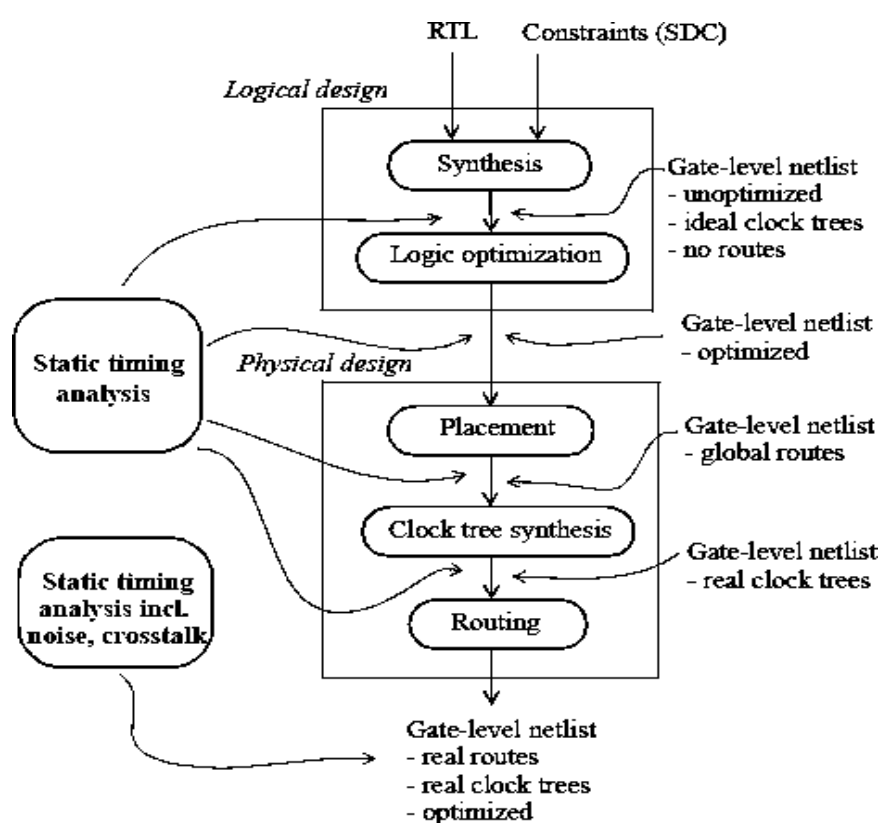 RTL
Constraints (SDC)
Logical design
Synthesis
Gate-level netlist
- unoptimized
- ideal clock trees
- no routes
Logic optimization
Gate-level netlist
- optimized
Static timing
analysis
Physical design
Placement
Gate-level netlist
- global routes
Clock tree synthesis
Gate-level netlist
- real clock trees
Static timing
analysis incl.
noise, crosstalk
Routing
Gate-level netlist
- real routes
- real clock trees
- optimized